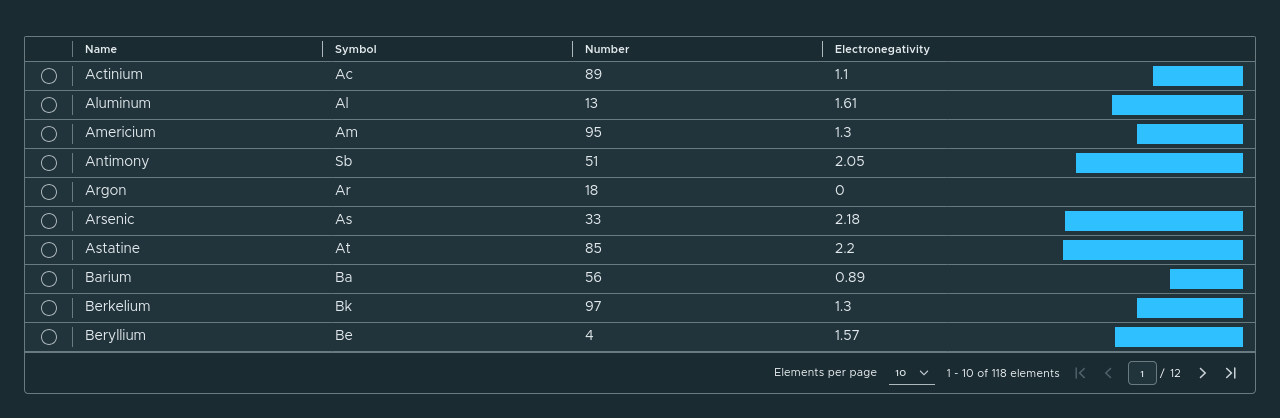 Name Symbol Number Electronegativity
Actinium Ac 89 1.1
Aluminum Al 13 1.61
Americium Am 95 1.3
Antimony Sb 51 2.05
Argon Ar 18 0
Arsenic As 33 2.18
Astatine At 85 2.2
Barium Ba 56 0.89
Berkelium Bk 97 1.3
Beryllium Be 4 1.57
Elements per page 10 1 - 10 of 118 elements 1 / 12